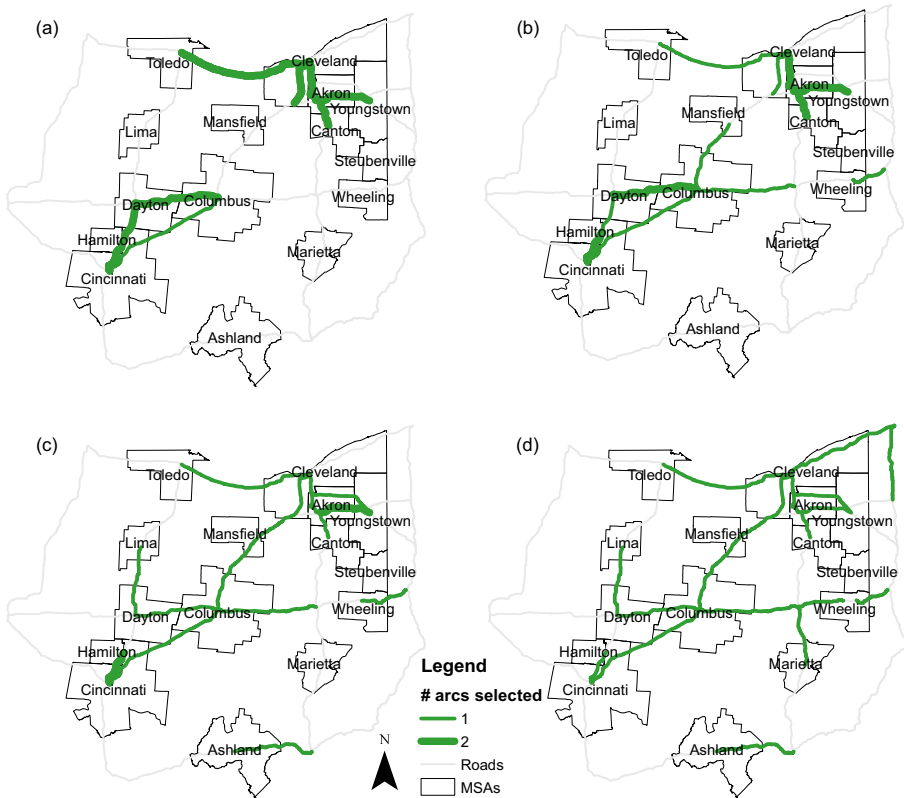 (a)
Toledo
Cleveland
Akron
Youngstown
Lima
Mansfield
Canton
Steubenville
Dayton
Columbus
Wheeling
Hamilton
Marietta
Cincinnati
Ashland
(b)
Toledo
Cleveland
Akron
Youngstown
Lima
Mansfield
Canton
Steubenville
Dayton
Columbus
Wheeling
Hamilton
Marietta
Cincinnati
Ashland
(c)
Toledo
Cleveland
Akron
Youngstown
Lima
Mansfield
Canton
Steubenville
Dayton
Columbus
Wheeling
Hamilton
Marietta
Cincinnati
Ashland
(d)
Toledo
Cleveland
Akron
Youngstown
Lima
Mansfield
Canton
Steubenville
Dayton
Columbus
Wheeling
Hamilton
Marietta
Cincinnati
Ashland
Legend
# arcs selected
1
2
Roads
MSAs
N